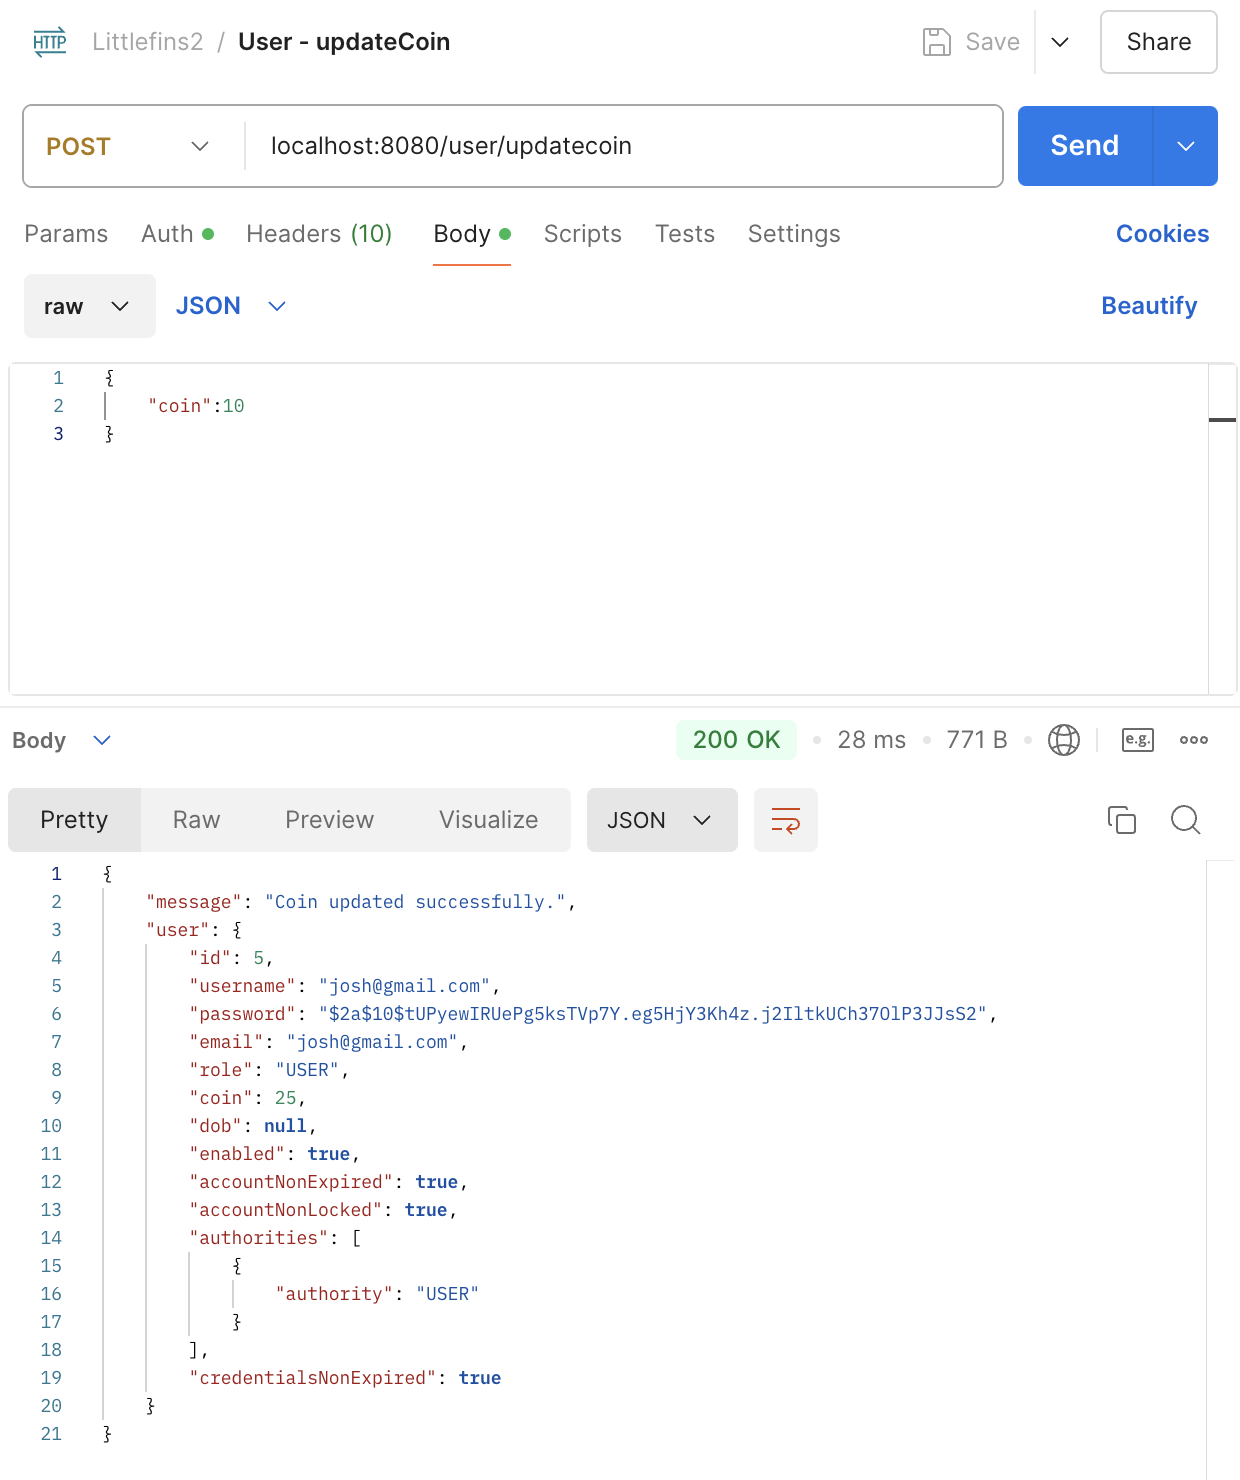 HTTP Littlefins2 / User - updateCoin Save Share
POST localhost:8080/user/updatecoin Send
Params Auth Headers (10) Body Scripts Tests Settings Cookies
raw JSON Beautify
1 {
2 "coin":10
3 }
Body 200 OK 28 ms 771 B e.g.
Pretty Raw Preview Visualize JSON
1 {
2 "message": "Coin updated successfully.",
3 "user": {
4 "id": 5,
5 "username": "josh@gmail.com",
6 "password": "$2a$10$tUPyewIRUePg5ksTVp7Y.eg5HjY3Kh4z.j2IltkUCh37OlP3JJsS2",
7 "email": "josh@gmail.com",
8 "role": "USER",
9 "coin": 25,
10 "dob": null,
11 "enabled": true,
12 "accountNonExpired": true,
13 "accountNonLocked": true,
14 "authorities": [
15 {
16 "authority": "USER"
17 }
18 ],
19 "credentialsNonExpired": true
20 }
21 }